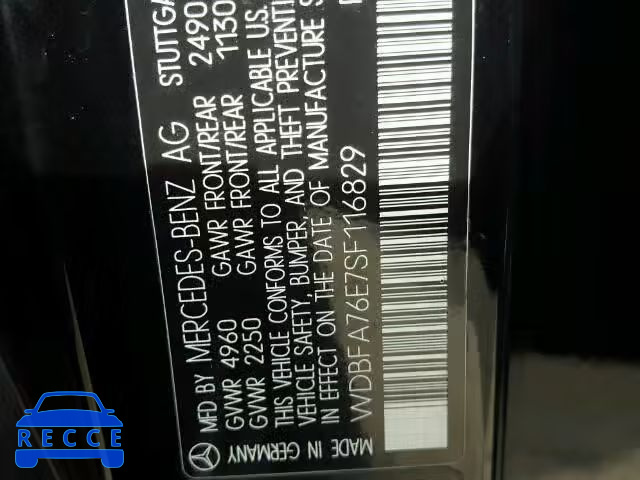 MFD BY MERCEDES-BENZ AG STUTTGA
GVWR 4960 GAWR FRONT/REAR 2490
GVWR 2250 GAWR FRONT/REAR 1130
THIS VEHICLE CONFORMS TO ALL APPLICABLE US.
VEHICLE SAFETY, BUMPER, AND THEFT PREVENTI
IN EFFECT ON THE DATE OF MANUFACTURE S
WDBFA76E7SF116829
MADE IN GERMANY
RECCE